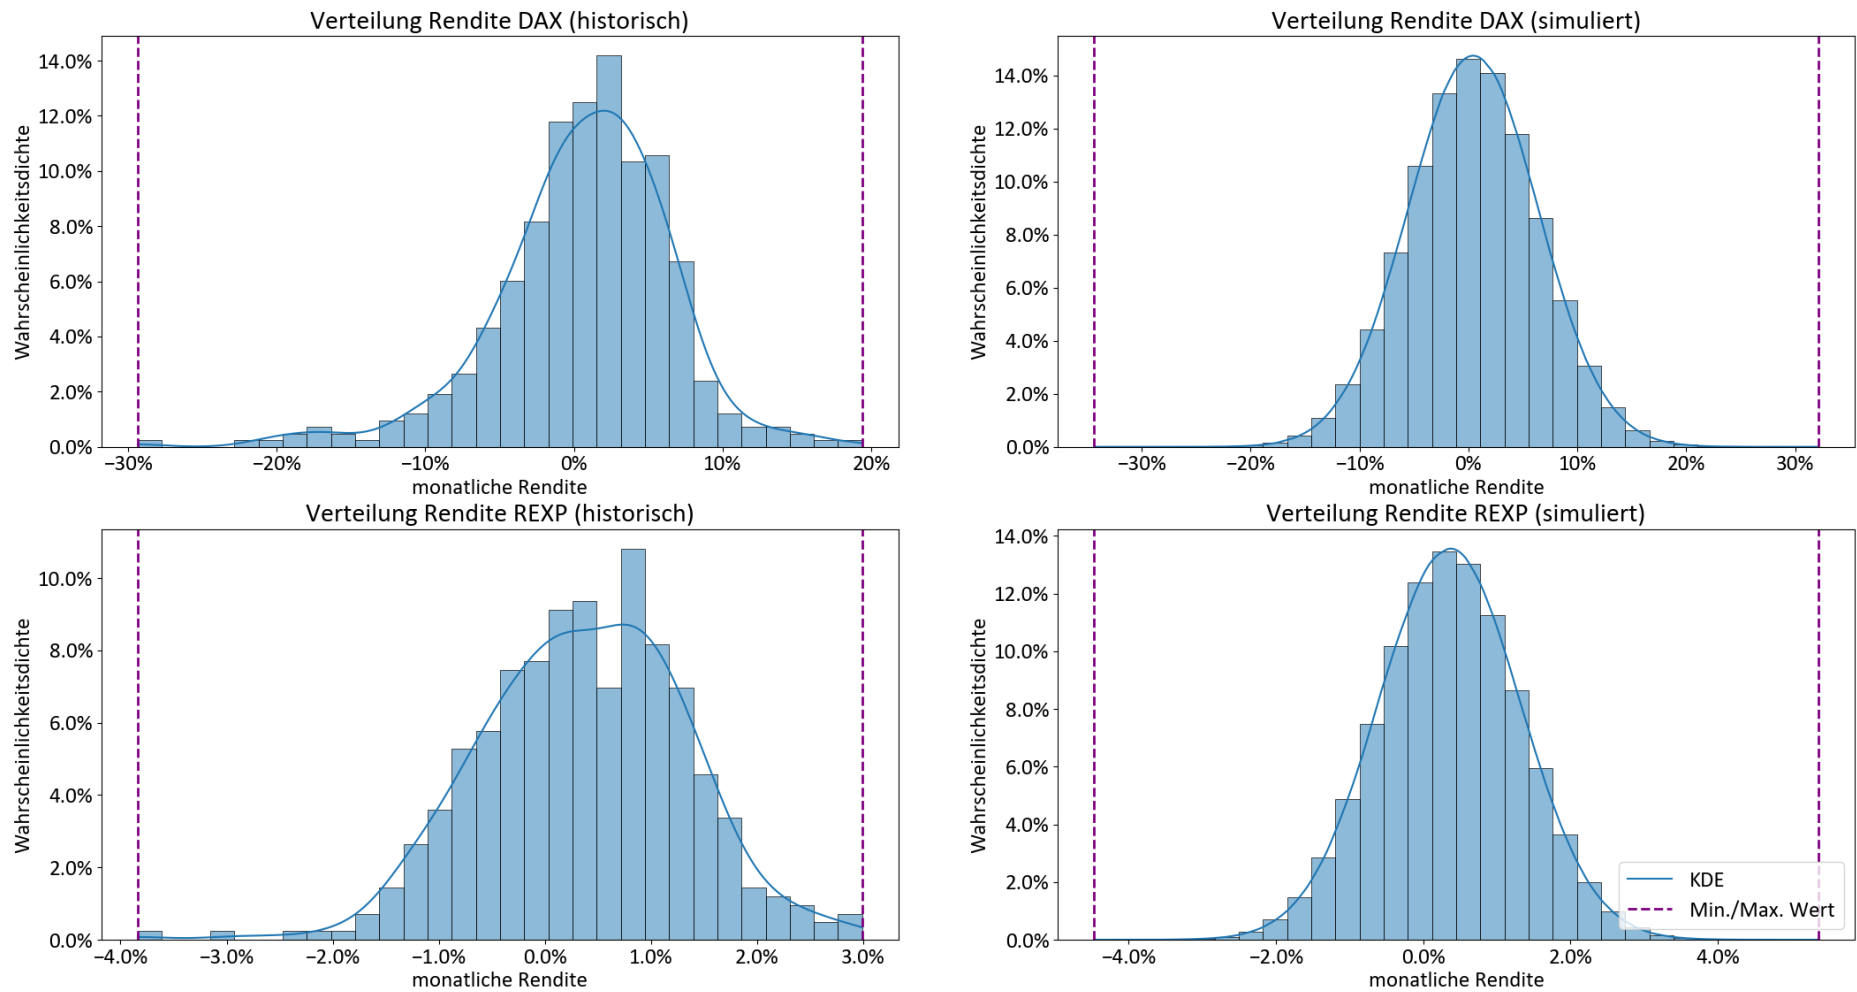 Verteilung Rendite DAX (historisch)
Wahrscheinlichkeitsdichte
14.0%
12.0%
10.0%
8.0%
6.0%
4.0%
2.0%
0.0%
−30% −20% −10% 0% 10% 20%
monatliche Rendite
Verteilung Rendite DAX (simuliert)
Wahrscheinlichkeitsdichte
14.0%
12.0%
10.0%
8.0%
6.0%
4.0%
2.0%
0.0%
−30% −20% −10% 0% 10% 20% 30%
monatliche Rendite
Verteilung Rendite REXP (historisch)
Wahrscheinlichkeitsdichte
10.0%
8.0%
6.0%
4.0%
2.0%
0.0%
−4.0% −3.0% −2.0% −1.0% 0.0% 1.0% 2.0% 3.0%
monatliche Rendite
Verteilung Rendite REXP (simuliert)
Wahrscheinlichkeitsdichte
14.0%
12.0%
10.0%
8.0%
6.0%
4.0%
2.0%
0.0%
−4.0% −2.0% 0.0% 2.0% 4.0%
monatliche Rendite
KDE
Min./Max. Wert